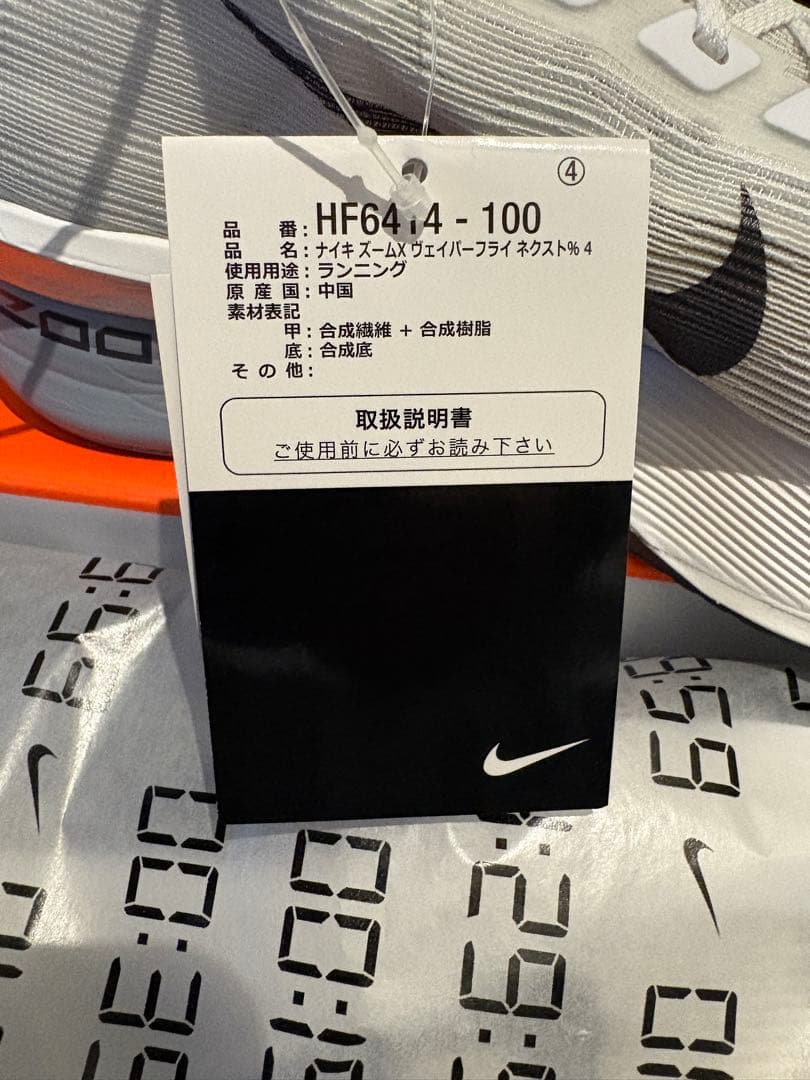 ④
品番：HF6414 - 100
品名：ナイキ ズームX ヴェイパーフライ ネクスト% 4
使用用途：ランニング
原産国：中国
素材表記
甲：合成繊維 + 合成樹脂
底：合成底
その他：
取扱説明書
ご使用前に必ずお読み下さい